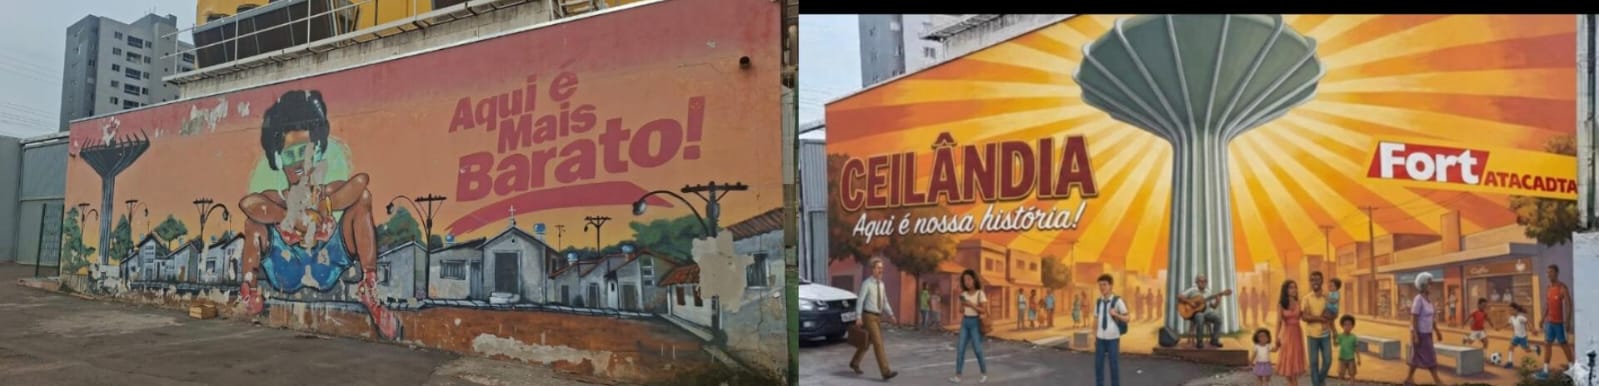 Aqui é
Mais
Barato!
CEILÂNDIA
Aqui é nossa história!
Fort
ATACADTA